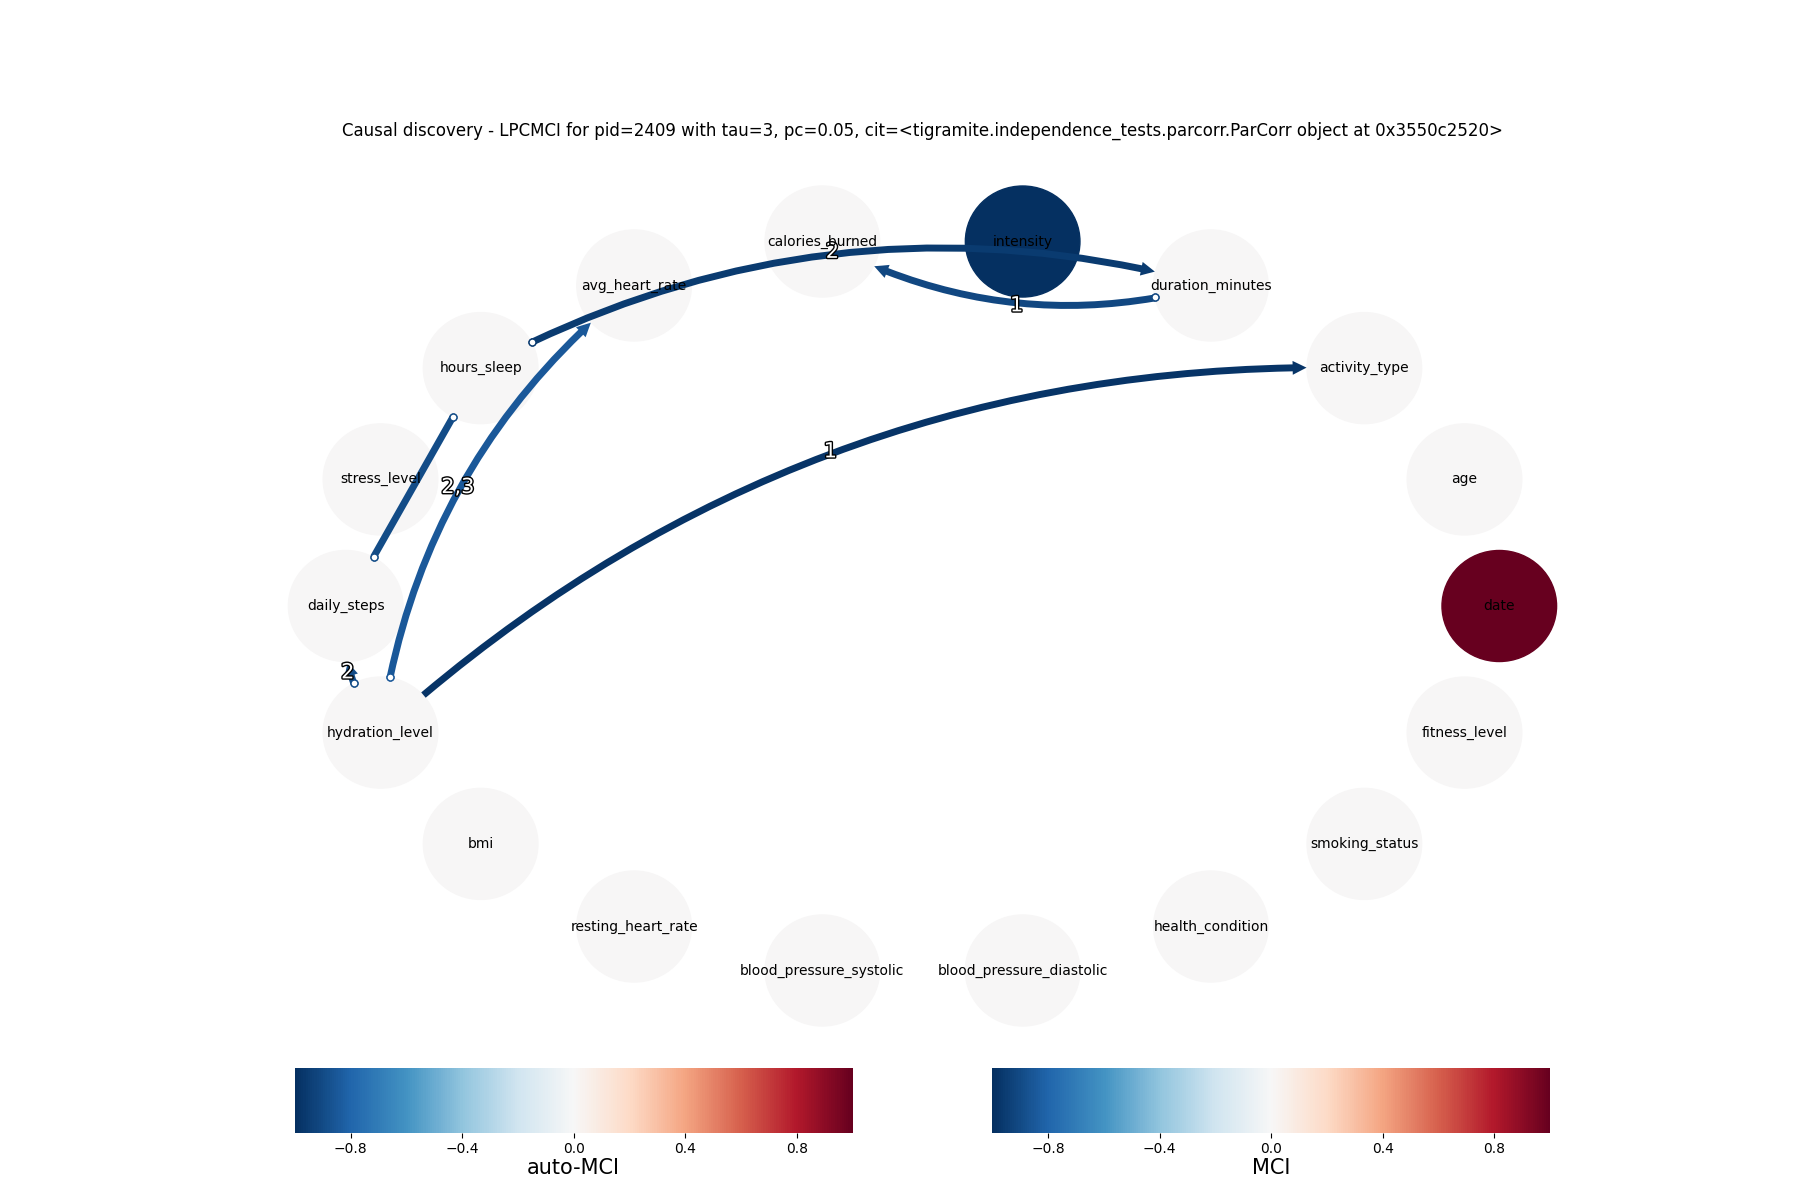 Causal discovery - LPCMCI for pid=2409 with tau=3, pc=0.05, cit=<tigramite.independence_tests.parcorr.ParCorr object at 0x3550c2520>
calories_burned
intensity
2
avg_heart_rate
duration_minutes
1
hours_sleep
activity_type
1
stress_level
2,3
age
daily_steps
date
2
hydration_level
fitness_level
bmi
smoking_status
resting_heart_rate
health_condition
blood_pressure_systolic
blood_pressure_diastolic
−0.8 −0.4 0.0 0.4 0.8
auto-MCI
−0.8 −0.4 0.0 0.4 0.8
MCI